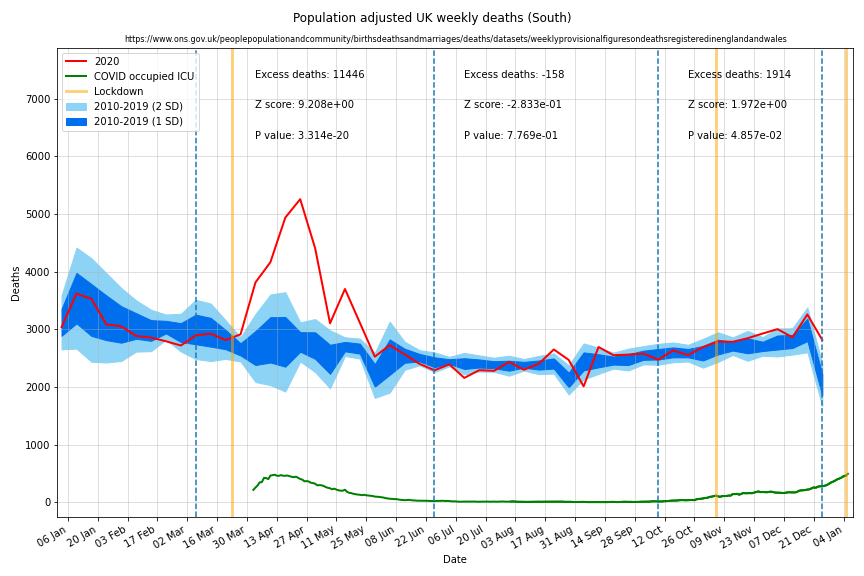 Population adjusted UK weekly deaths (South)
https://www.ons.gov.uk/peoplepopulationandcommunity/birthsdeathsandmarriages/deaths/datasets/weeklyprovisionalfiguresondeathsregisteredinenglandandwales
2020
COVID occupied ICU
Lockdown
2010-2019 (2 SD)
2010-2019 (1 SD)
Excess deaths: 11446
Z score: 9.208e+00
P value: 3.314e-20
Excess deaths: -158
Z score: -2.833e-01
P value: 7.769e-01
Excess deaths: 1914
Z score: 1.972e+00
P value: 4.857e-02
Deaths
7000
6000
5000
4000
3000
2000
1000
0
06 Jan
20 Jan
03 Feb
17 Feb
02 Mar
16 Mar
30 Mar
13 Apr
27 Apr
11 May
25 May
08 Jun
22 Jun
06 Jul
20 Jul
03 Aug
17 Aug
31 Aug
14 Sep
28 Sep
12 Oct
26 Oct
09 Nov
23 Nov
07 Dec
21 Dec
04 Jan
Date